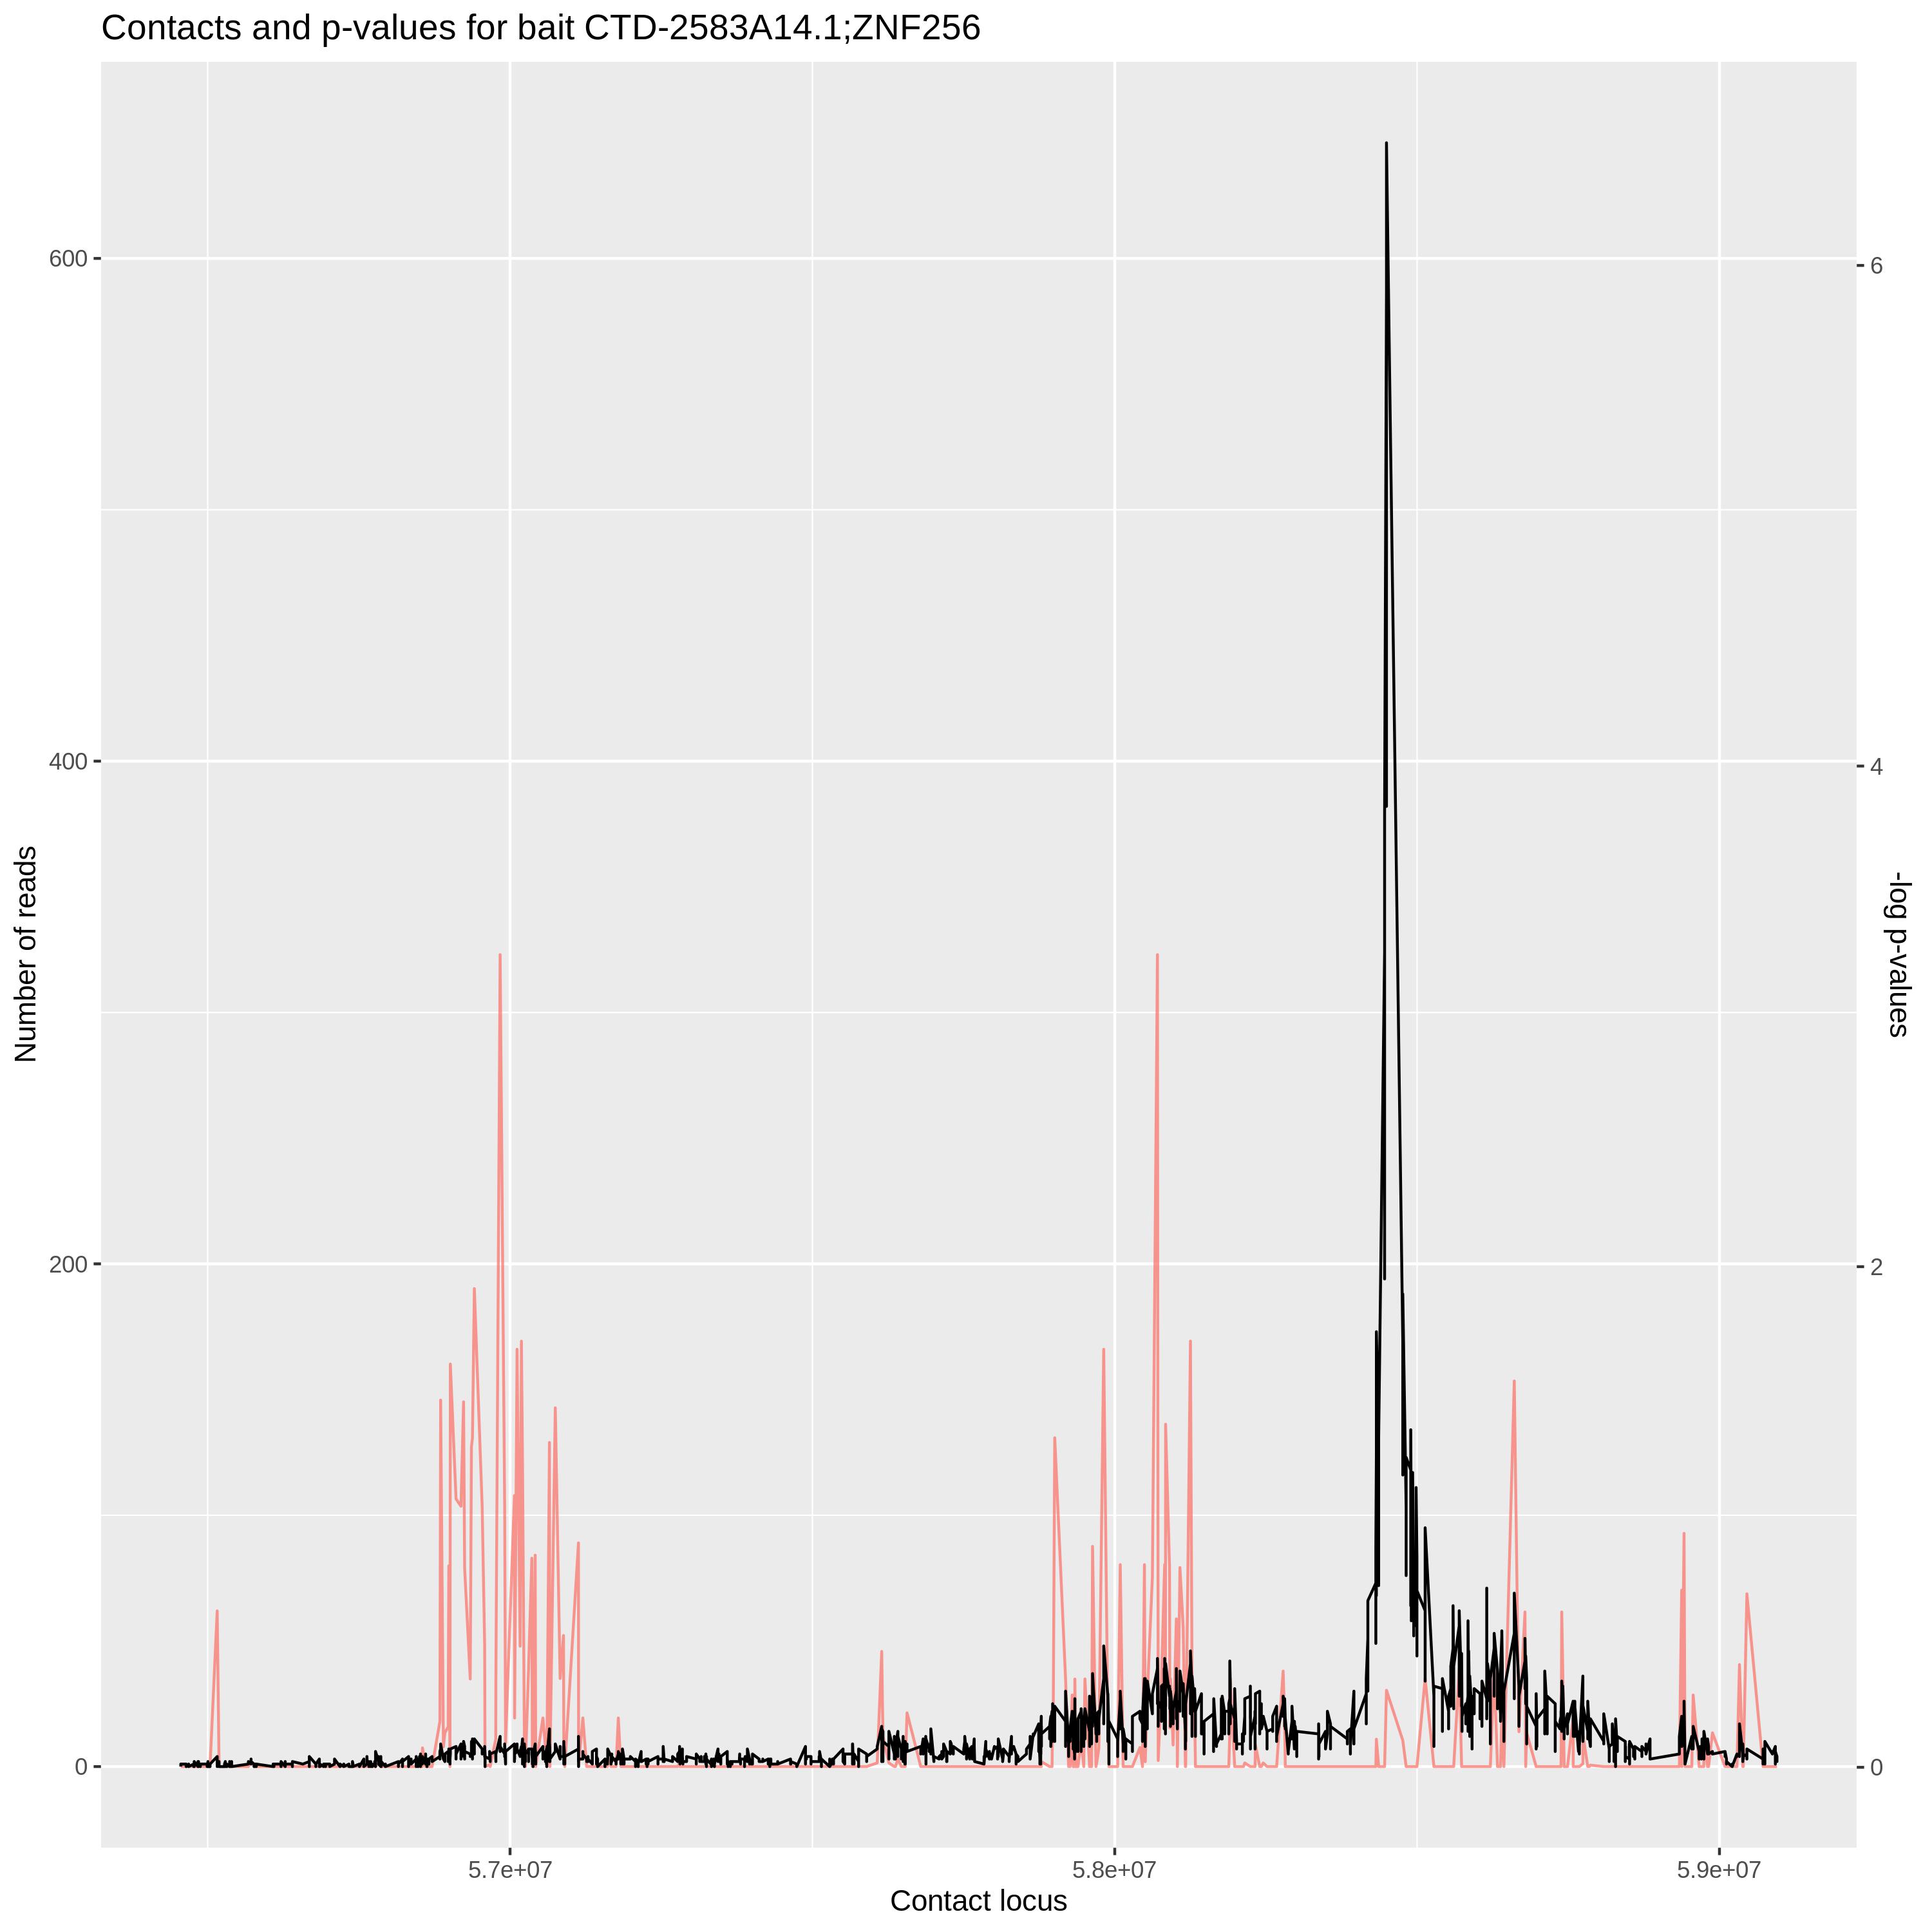 Contacts and p-values for bait CTD-2583A14.1;ZNF256
600
400
200
0
6
4
2
0
Number of reads
-log p-values
5.7e+07
5.8e+07
5.9e+07
Contact locus